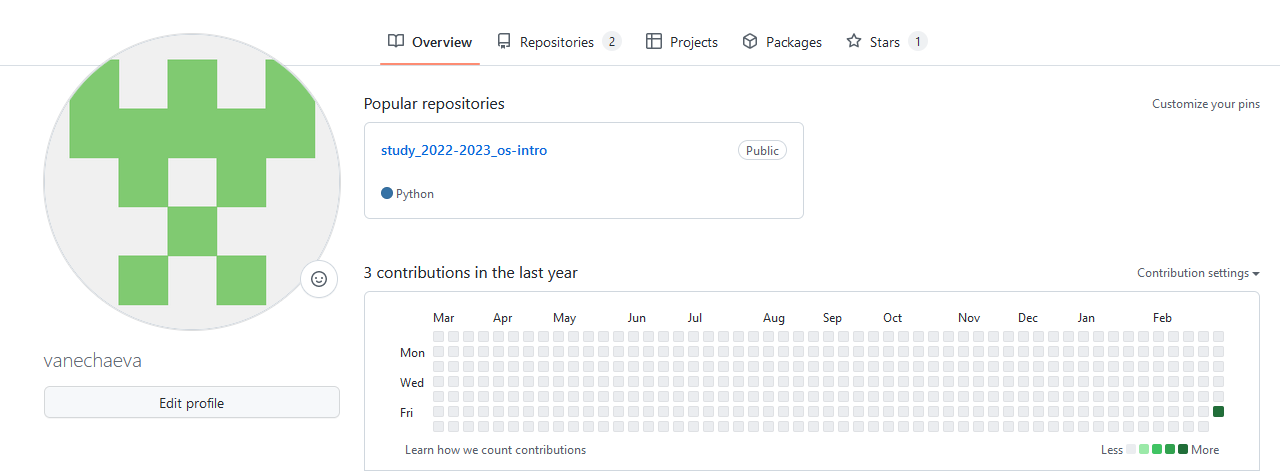 Overview Repositories 2 Projects Packages Stars 1
Popular repositories Customize your pins
study_2022-2023_os-intro Public
Python
3 contributions in the last year Contribution settings
Mar Apr May Jun Jul Aug Sep Oct Nov Dec Jan Feb
Mon
Wed
Fri
Learn how we count contributions Less More
vanechaeva
Edit profile